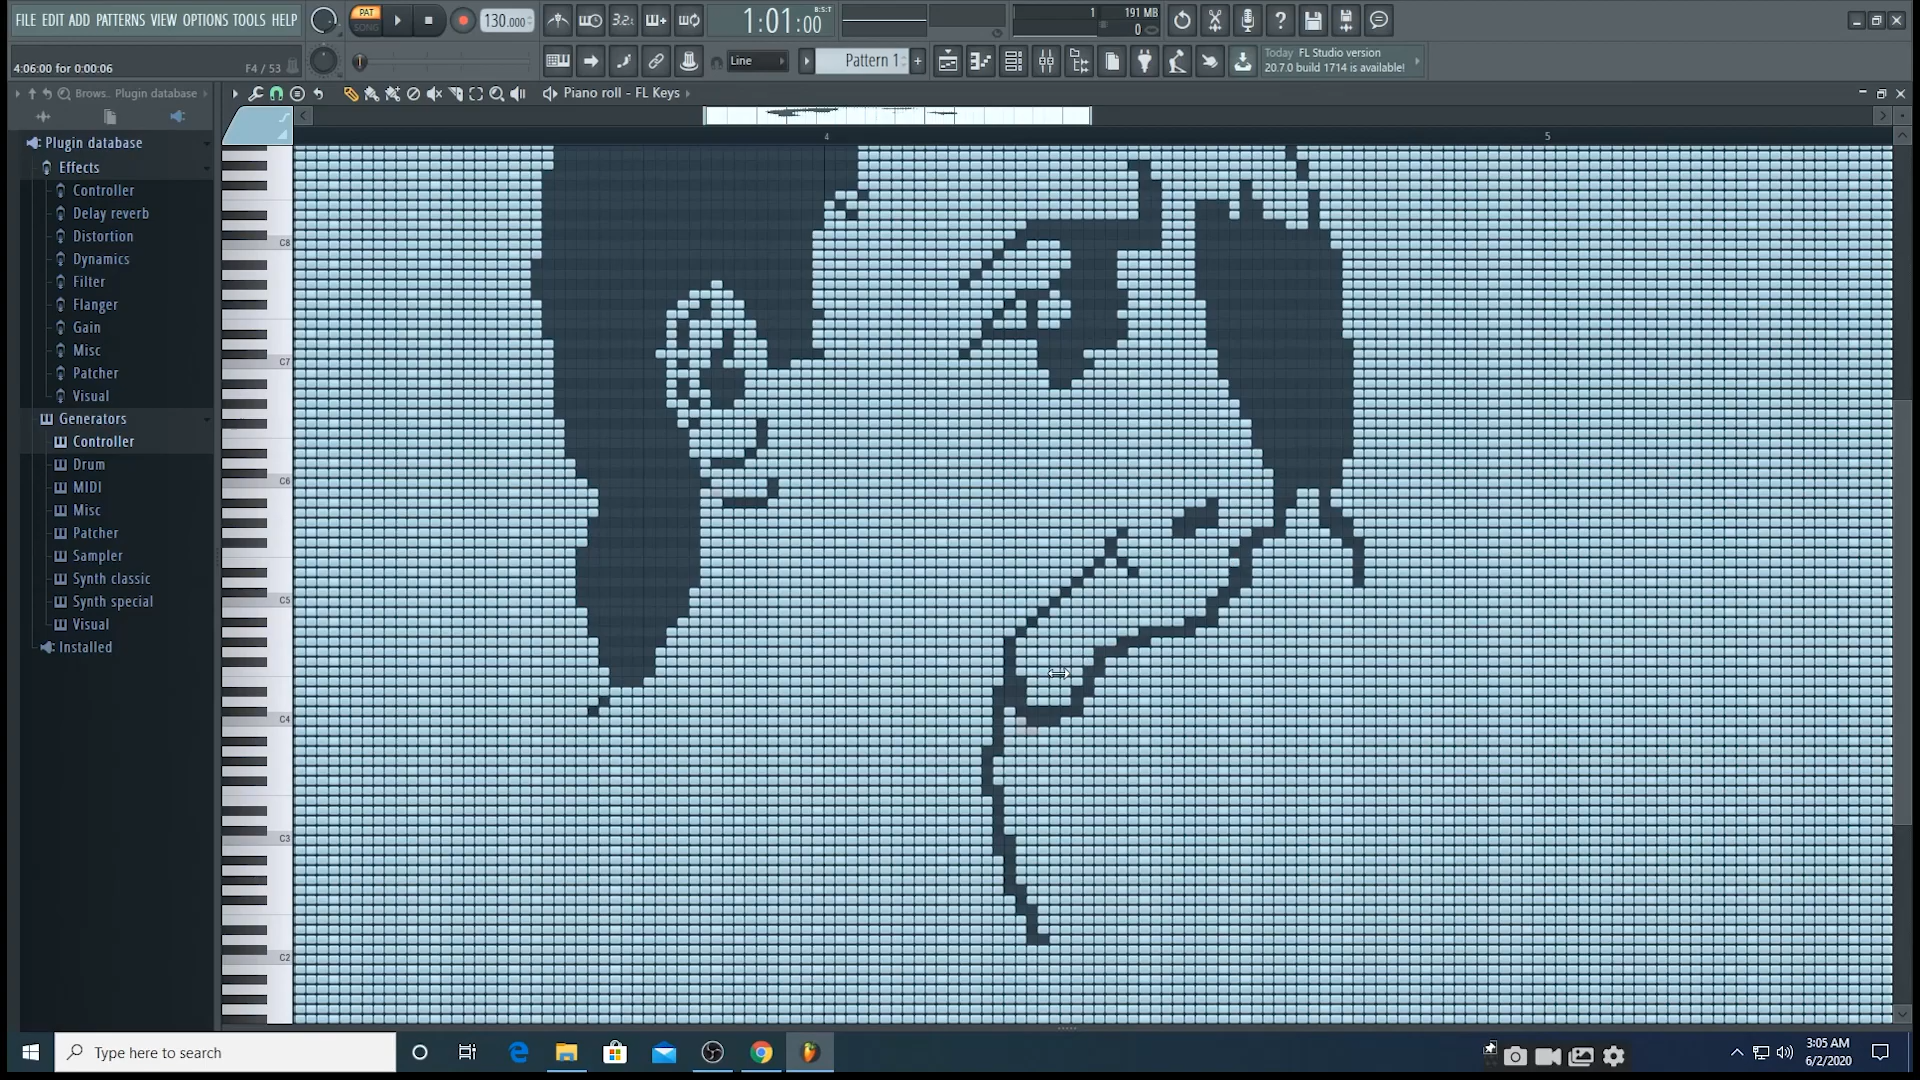 FILE EDIT ADD PATTERNS VIEW OPTIONS TOOLS HELP
PAT
SONG
130.000
3.2.
1:01:00
B:S:T
1
191 MB
0
4:06:00 for 0:00:06
F4 / 53
Line
Pattern 1
Today FL Studio version
20.7.0 build 1714 is available!
Brows.. Plugin database
Piano roll - FL Keys
4
5
Plugin database
Effects
Controller
Delay reverb
Distortion
Dynamics
Filter
Flanger
Gain
Misc
Patcher
Visual
Generators
Controller
Drum
MIDI
Misc
Patcher
Sampler
Synth classic
Synth special
Visual
Installed
C8
C7
C6
C5
C4
C3
C2
Type here to search
3:05 AM
6/2/2020